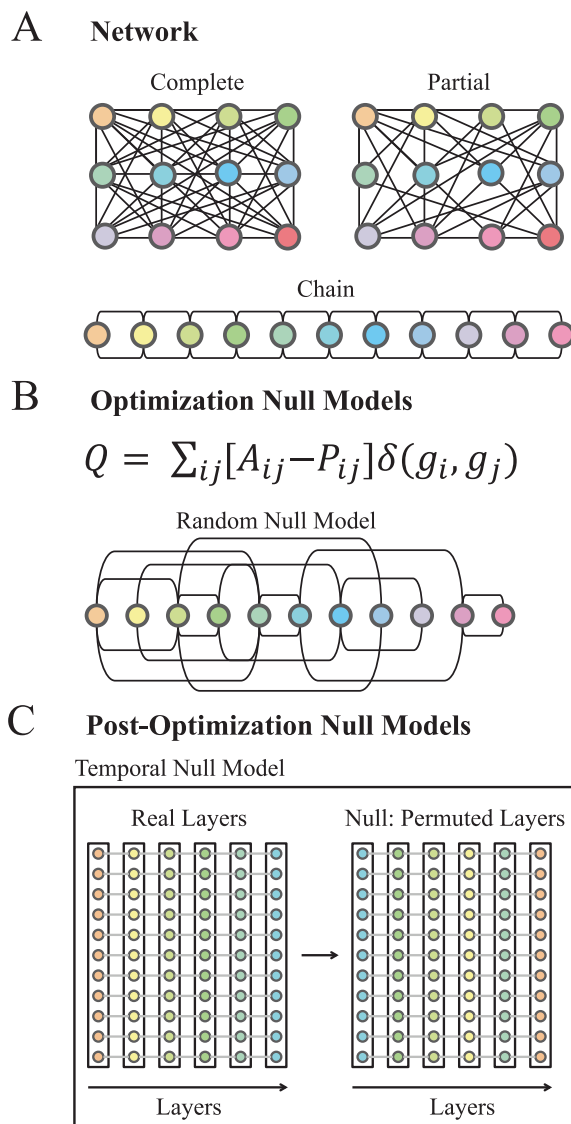 A Network
Complete Partial
Chain
B Optimization Null Models
Q = ∑ij[Aij−Pij]δ(gi, gj)
Random Null Model
C Post-Optimization Null Models
Temporal Null Model
Real Layers Null: Permuted Layers
Layers Layers